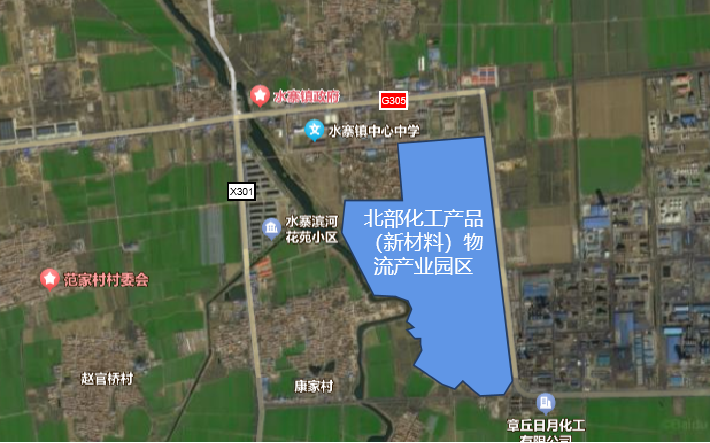 水寨镇政府
G305
水寨镇中心中学
X301
水寨滨河
花苑小区
北部化工产品
（新材料）物
流产业园区
范家村村委会
赵官桥村
康家村
章丘日月化工
有限公司
©Baidu